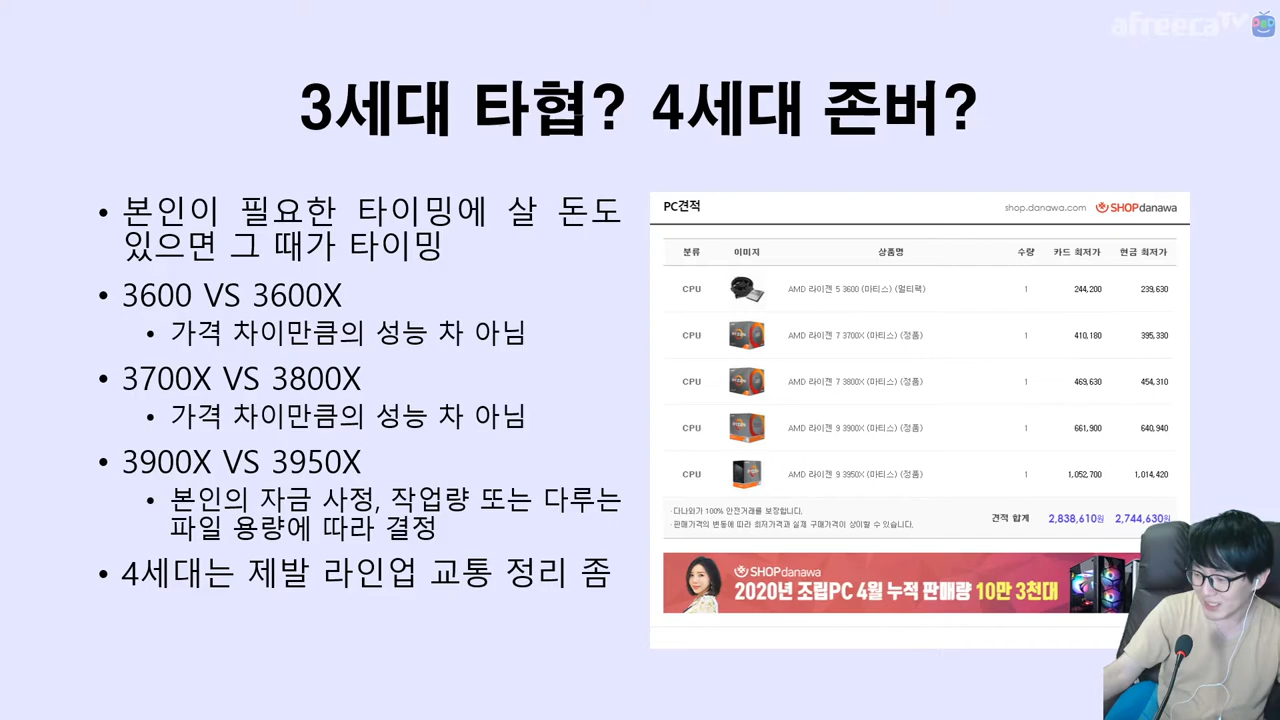 afreecaTV
3세대 타협? 4세대 존버?
• 본인이 필요한 타이밍에 살 돈도
있으면 그 때가 타이밍
• 3600 VS 3600X
• 가격 차이만큼의 성능 차 아님
• 3700X VS 3800X
• 가격 차이만큼의 성능 차 아님
• 3900X VS 3950X
• 본인의 자금 사정, 작업량 또는 다루는
파일 용량에 따라 결정
• 4세대는 제발 라인업 교통 정리 좀
PC견적 shop.danawa.com SHOPdanawa
분류 이미지 상품명 수량 카드 최저가 현금 최저가
CPU AMD 라이젠 5 3600 (마티스) (멀티팩) 1 244,200 239,630
CPU AMD 라이젠 7 3700X (마티스) (정품) 1 410,180 395,330
CPU AMD 라이젠 7 3800X (마티스) (정품) 1 469,630 454,310
CPU AMD 라이젠 9 3900X (마티스) (정품) 1 661,900 640,940
CPU AMD 라이젠 9 3950X (마티스) (정품) 1 1,052,700 1,014,420
· 다나와가 100% 안전거래를 보장합니다.
· 판매가격의 변동에 따라 최저가격과 실제 구매가격이 상이할 수 있습니다.
견적 합계 2,838,610원 2,744,630원
SHOPdanawa
2020년 조립PC 4월 누적 판매량 10만 3천대